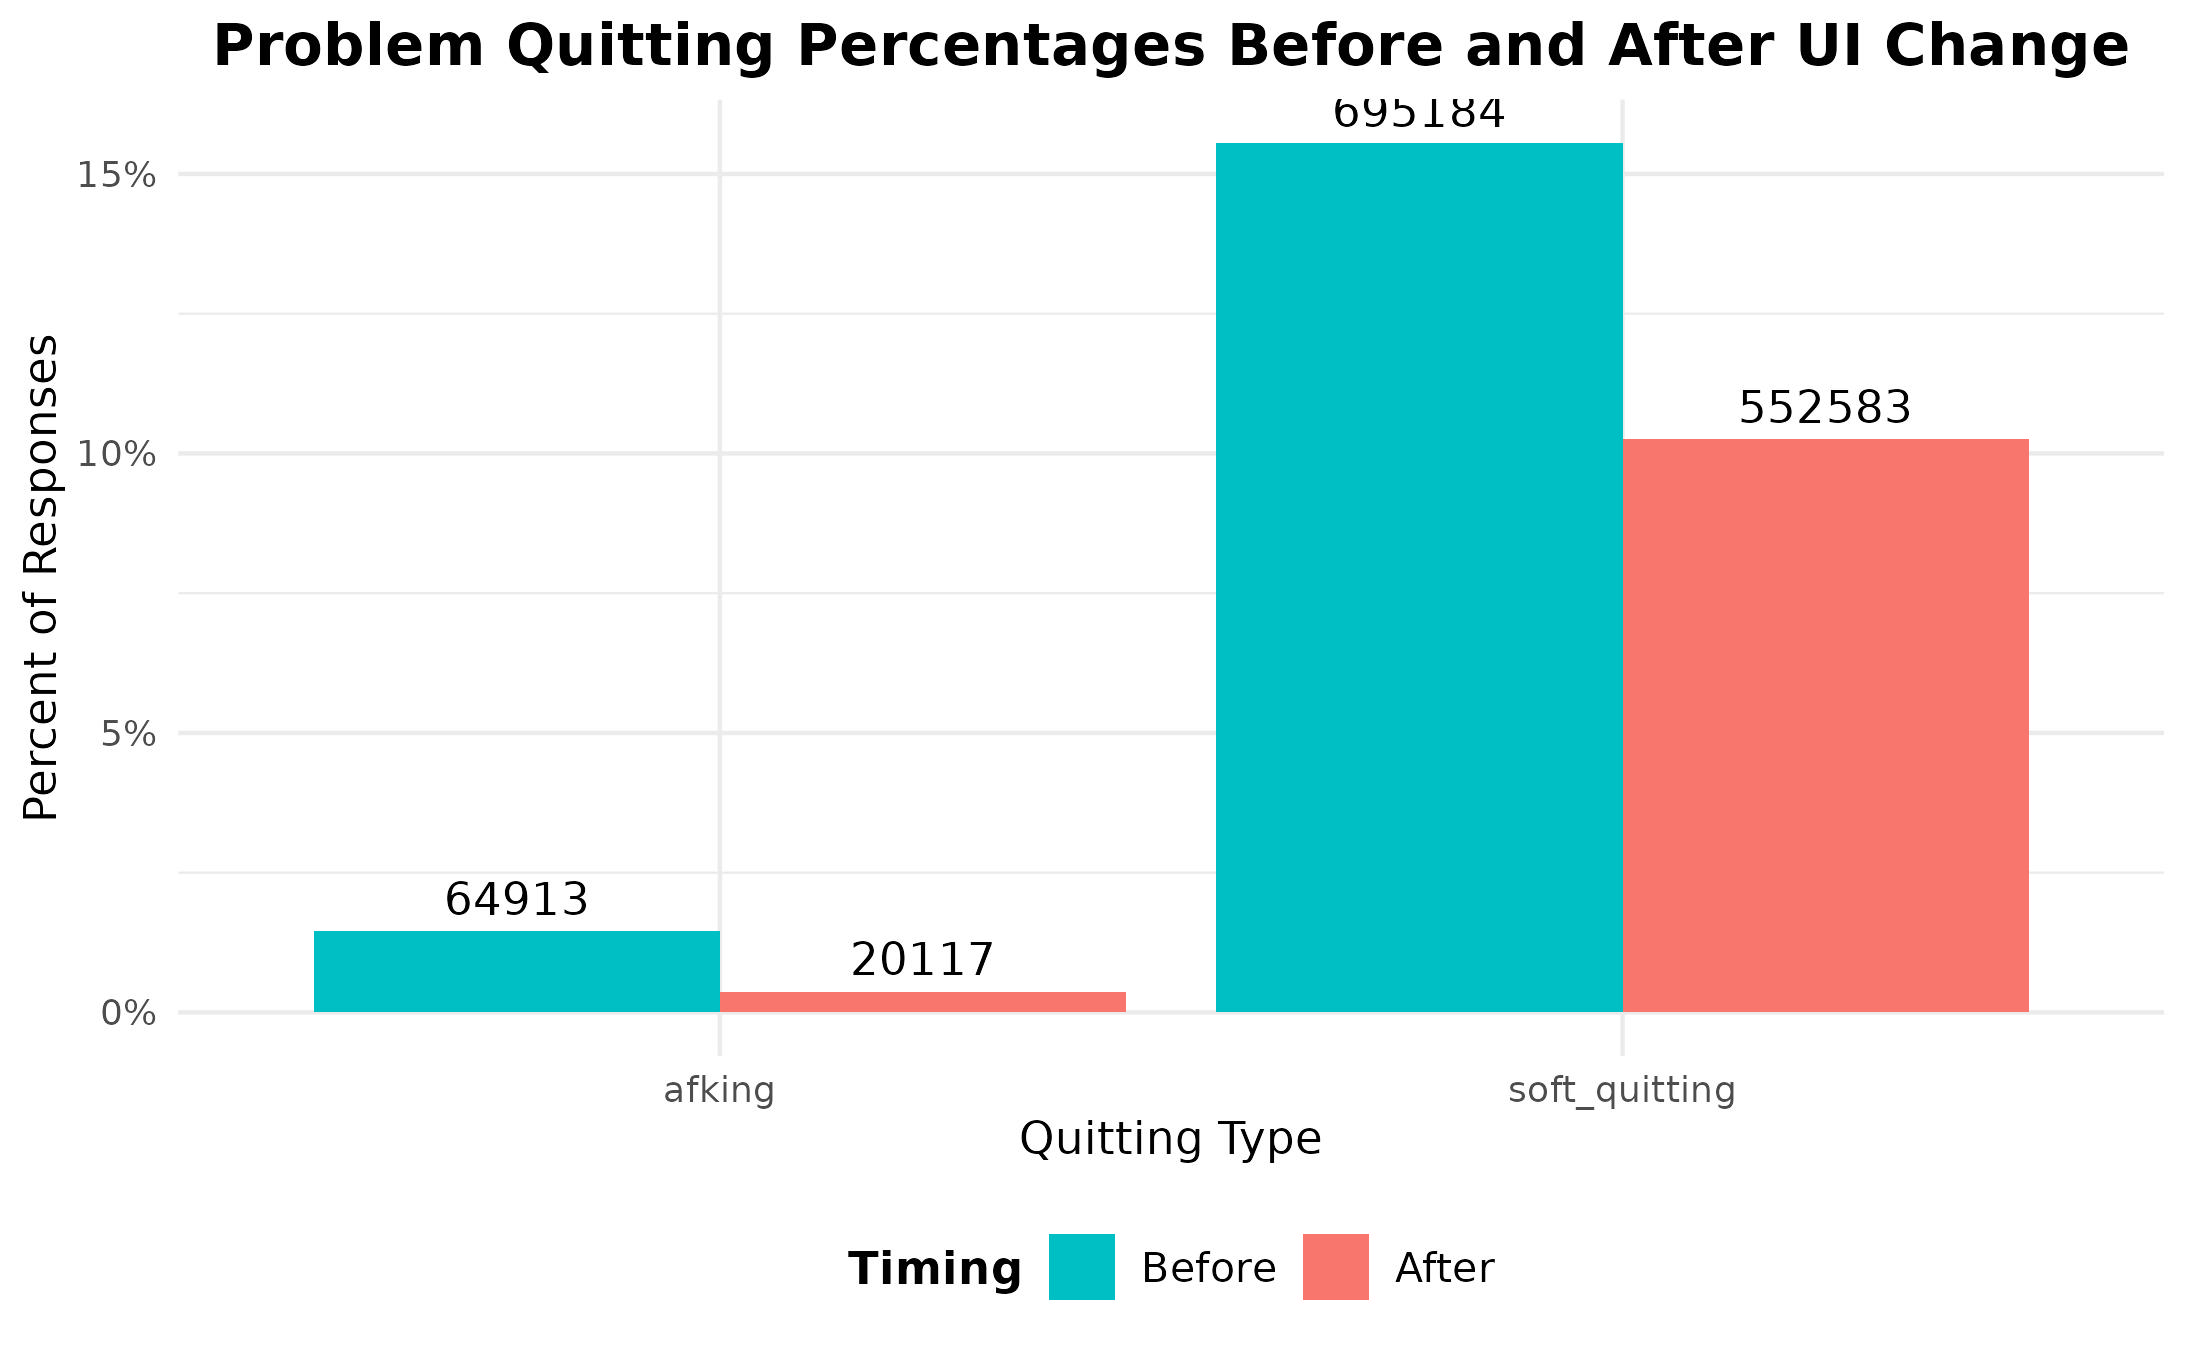 Problem Quitting Percentages Before and After UI Change
695184
15%
552583
10%
Percent of Responses
5%
64913
20117
0%
afking soft_quitting
Quitting Type
Timing Before After